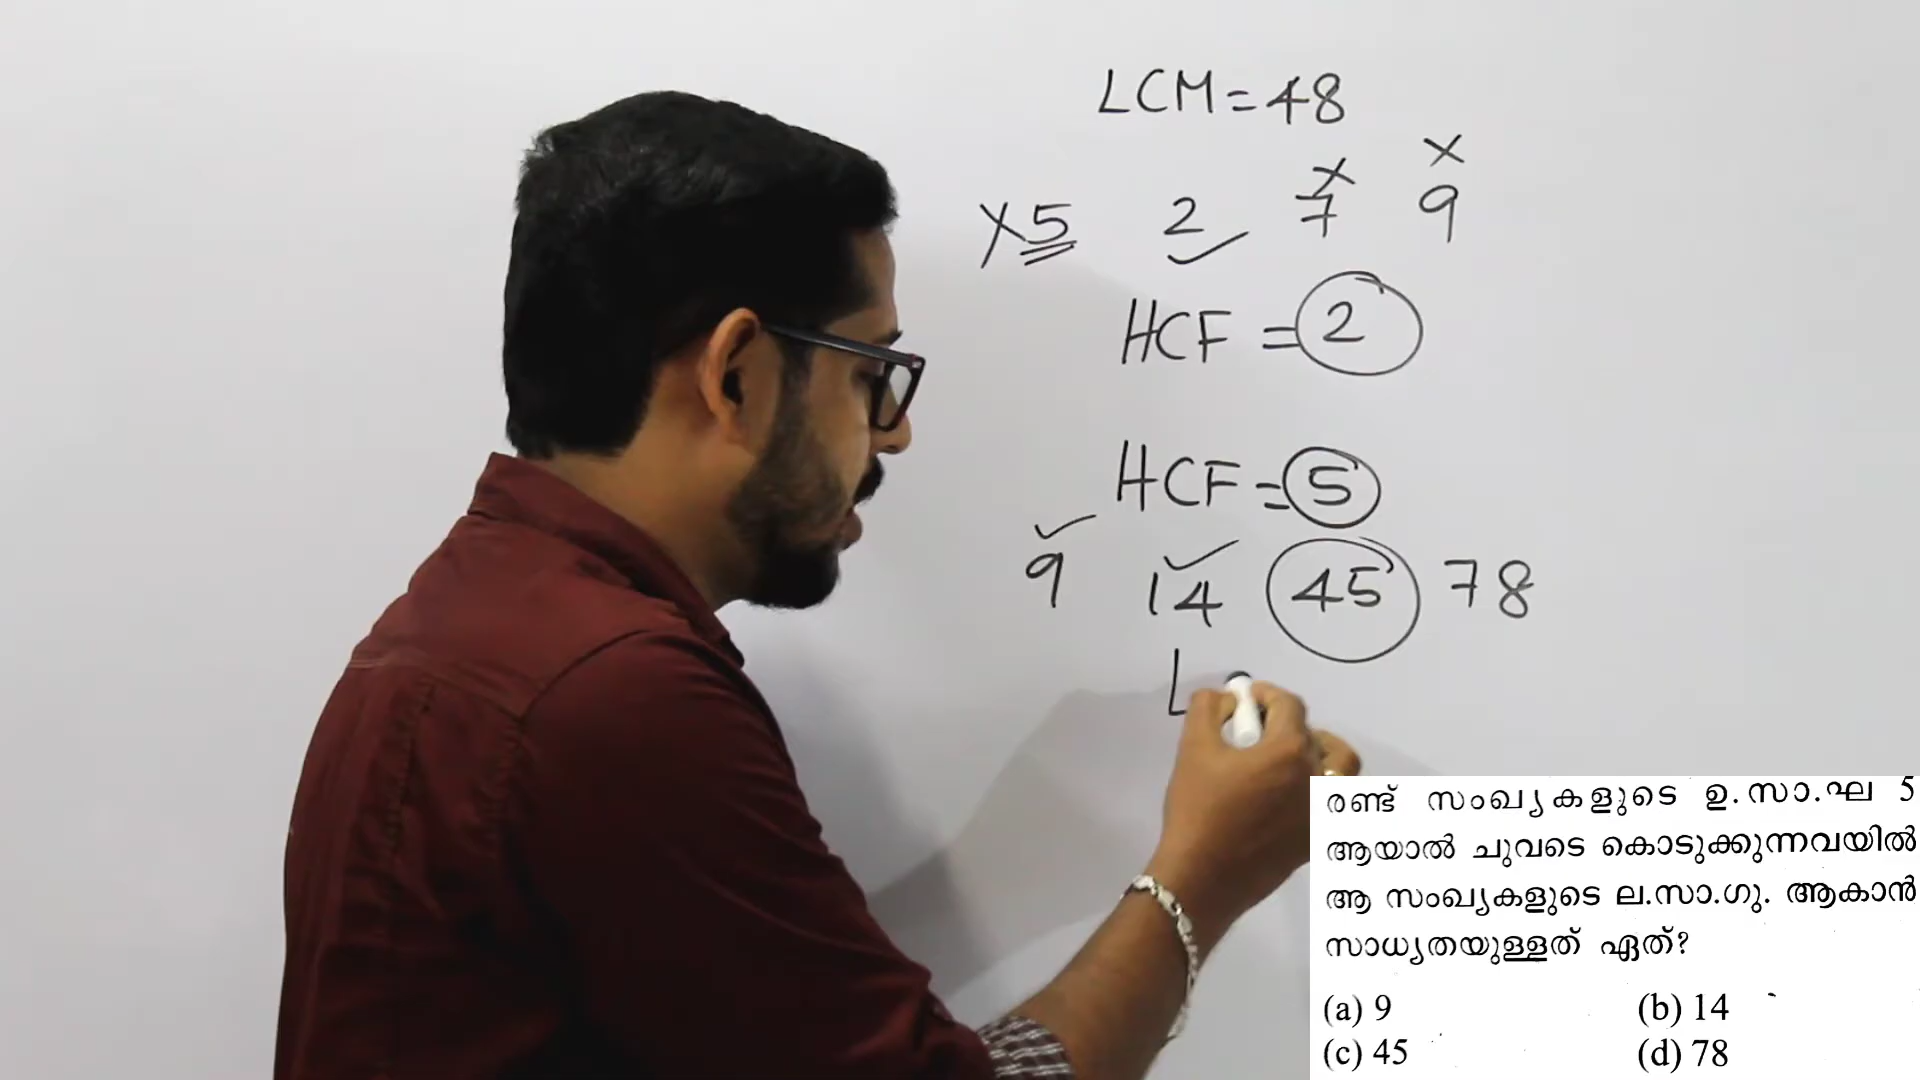 LCM = 48
X 5 2 7 9
HCF = 2
HCF = 5
9 14 45 78
L
രണ്ട് സംഖ്യകളുടെ ഉ.സാ.ഘ 5
ആയാൽ ചുവടെ കൊടുക്കുന്നവയിൽ
ആ സംഖ്യകളുടെ ല.സാ.ഗു. ആകാൻ
സാധ്യതയുള്ളത് ഏത്?
(a) 9 (b) 14
(c) 45 (d) 78